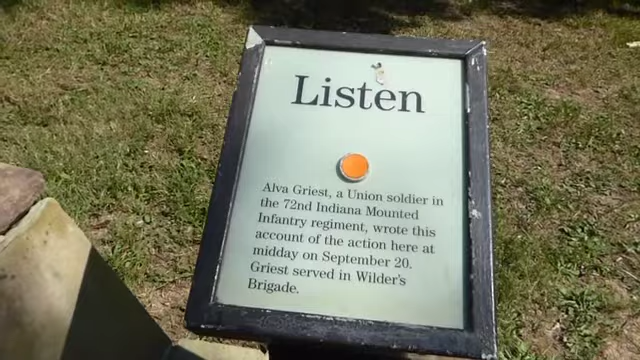 Listen
Alva Griest, a Union soldier in
the 72nd Indiana Mounted
Infantry regiment, wrote this
account of the action here at
midday on September 20.
Griest served in Wilder's
Brigade.